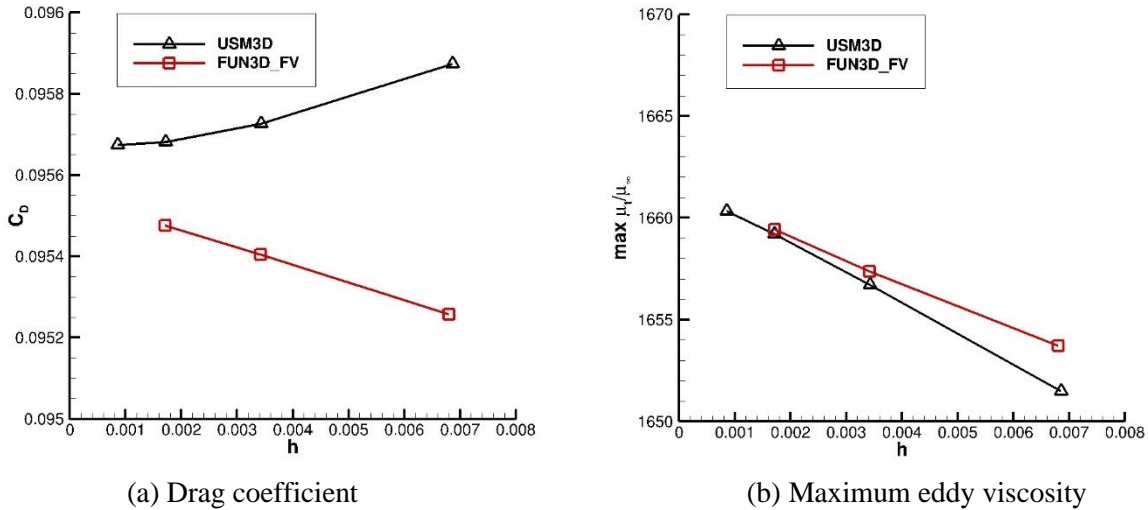 0.096
USM3D
FUN3D_FV
0.0958
0.0956
C_D
0.0954
0.0952
0.095
0 0.001 0.002 0.003 0.004 0.005 0.006 0.007 0.008
h
(a) Drag coefficient
1670
USM3D
FUN3D_FV
1665
max μ_t/μ_∞
1660
1655
1650
0 0.001 0.002 0.003 0.004 0.005 0.006 0.007 0.008
h
(b) Maximum eddy viscosity